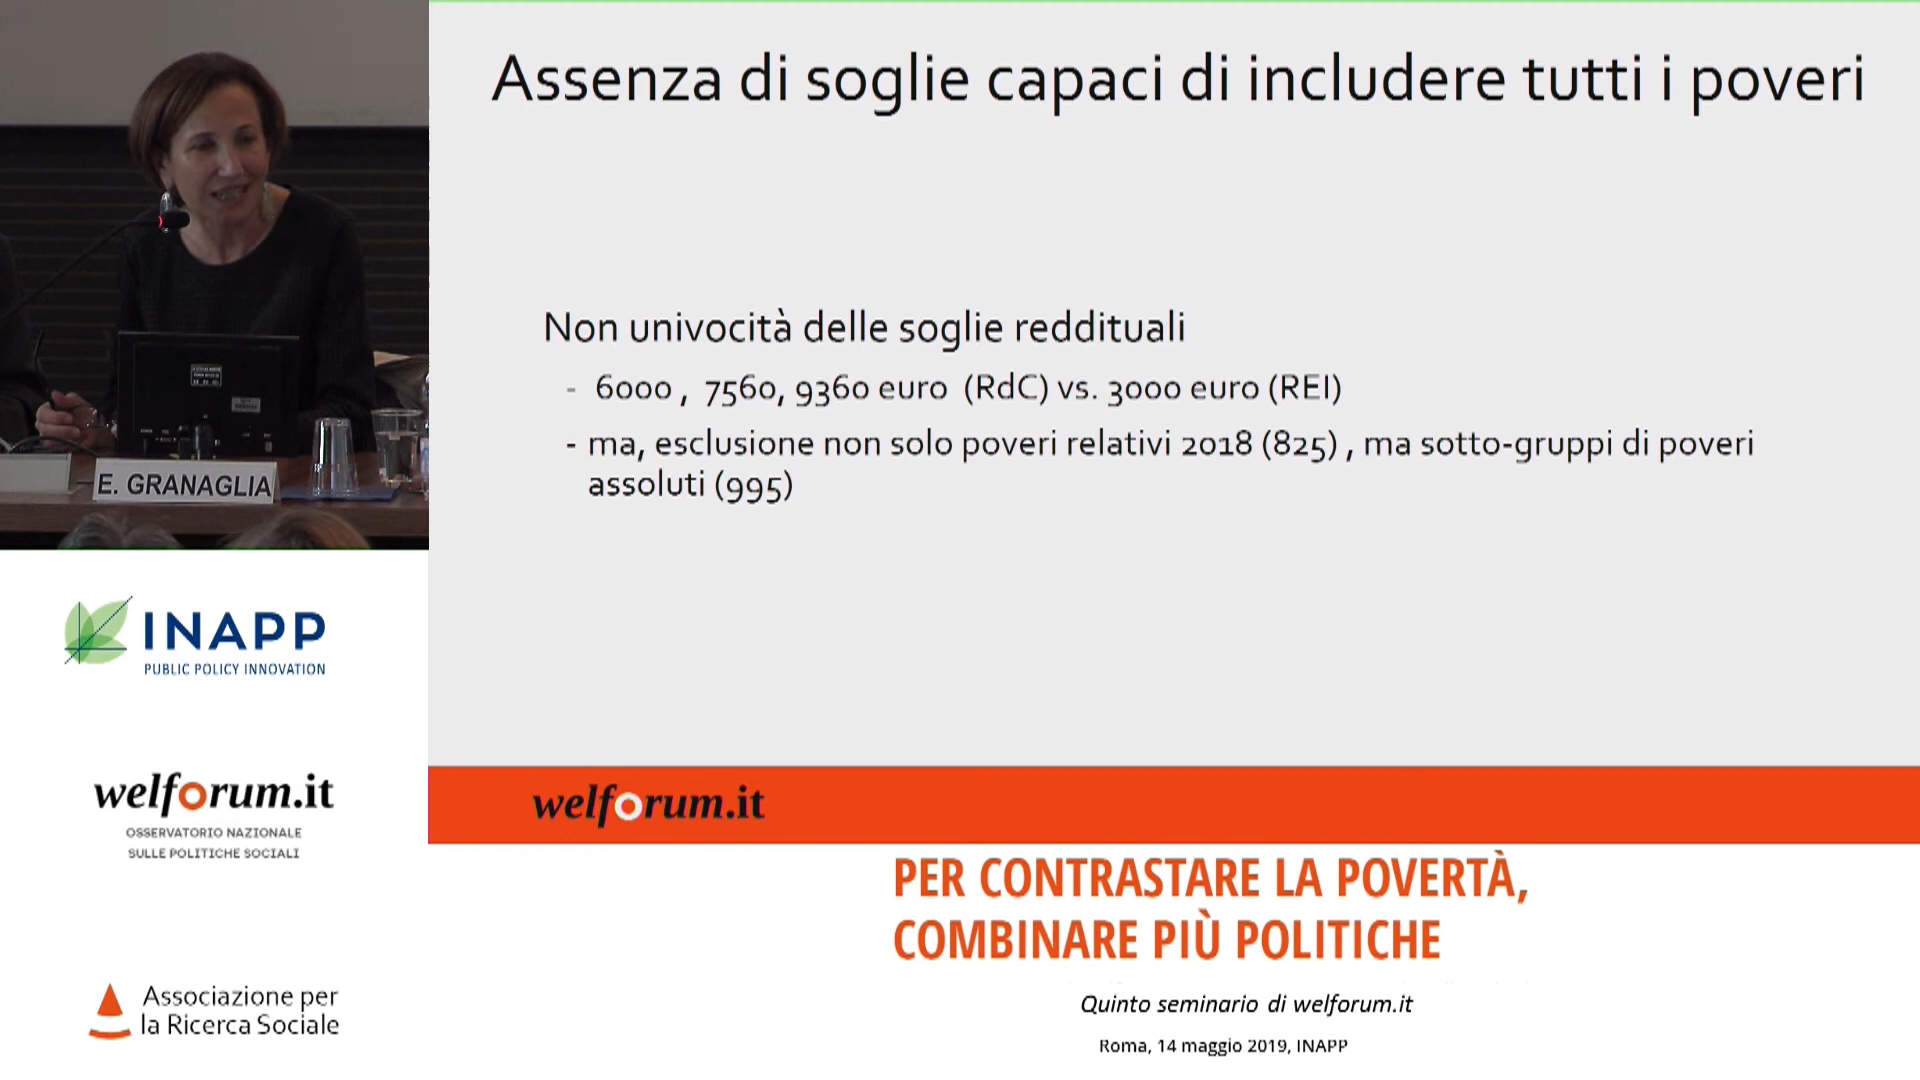 Assenza di soglie capaci di includere tutti i poveri
Non univocità delle soglie reddituali
- 6000 , 7560, 9360 euro (RdC) vs. 3000 euro (REI)
- ma, esclusione non solo poveri relativi 2018 (825) , ma sotto-gruppi di poveri
assoluti (995)
E. GRANAGLIA
INAPP
PUBLIC POLICY INNOVATION
welforum.it
OSSERVATORIO NAZIONALE
SULLE POLITICHE SOCIALI
Associazione per
la Ricerca Sociale
welforum.it
PER CONTRASTARE LA POVERTÀ,
COMBINARE PIÙ POLITICHE
Quinto seminario di welforum.it
Roma, 14 maggio 2019, INAPP